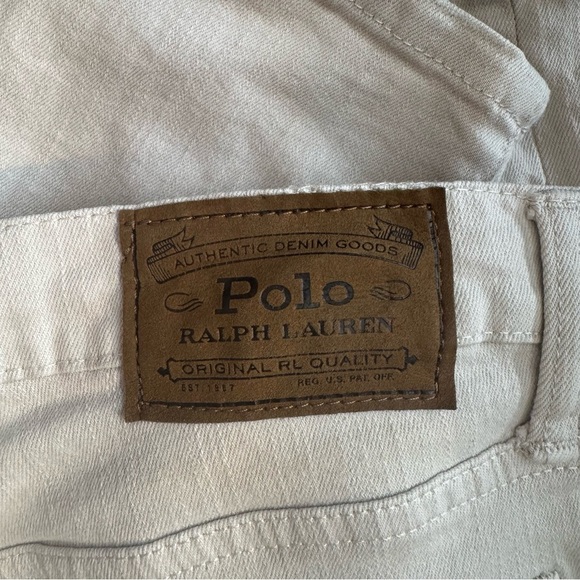 AUTHENTIC DENIM GOODS
Polo
RALPH LAUREN
ORIGINAL RL QUALITY
EST. 1967 REG. U.S. PAT. OFF.